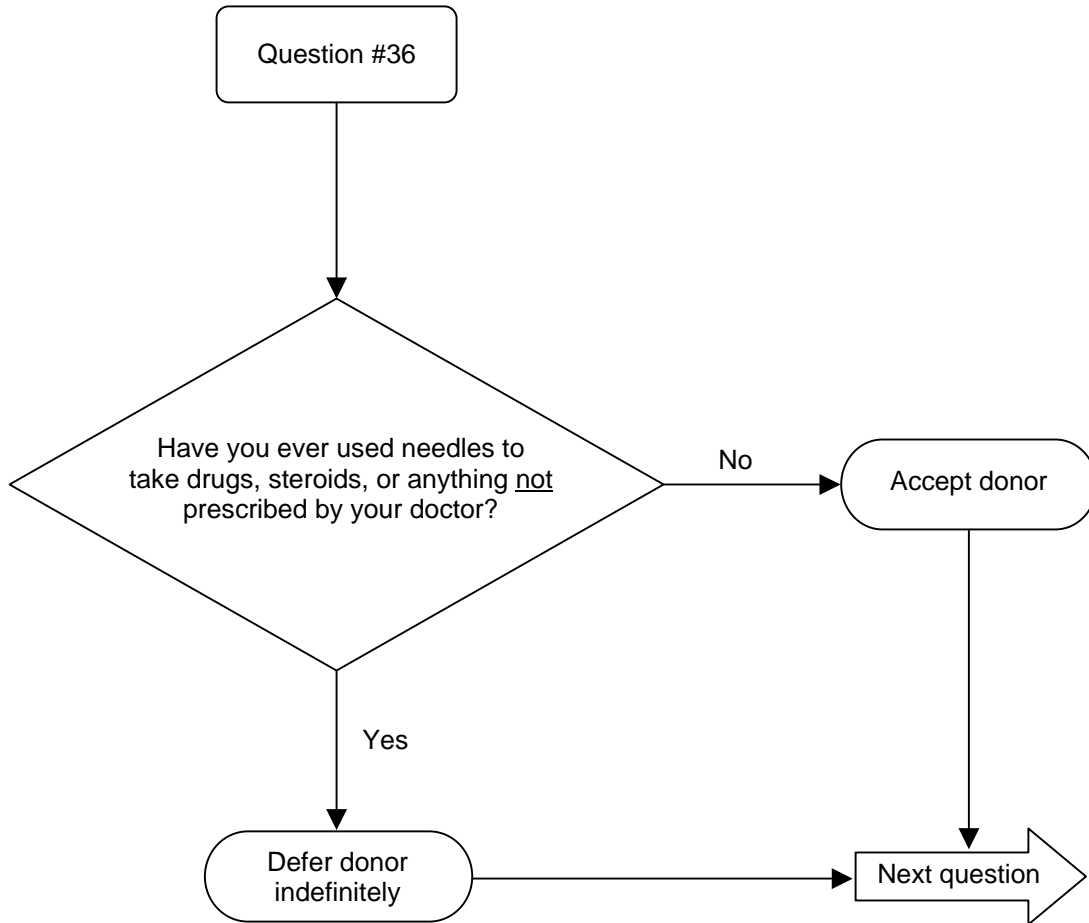 Question #36
Have you ever used needles to
take drugs, steroids, or anything not
prescribed by your doctor?
No
Accept donor
Yes
Defer donor
indefinitely
Next question